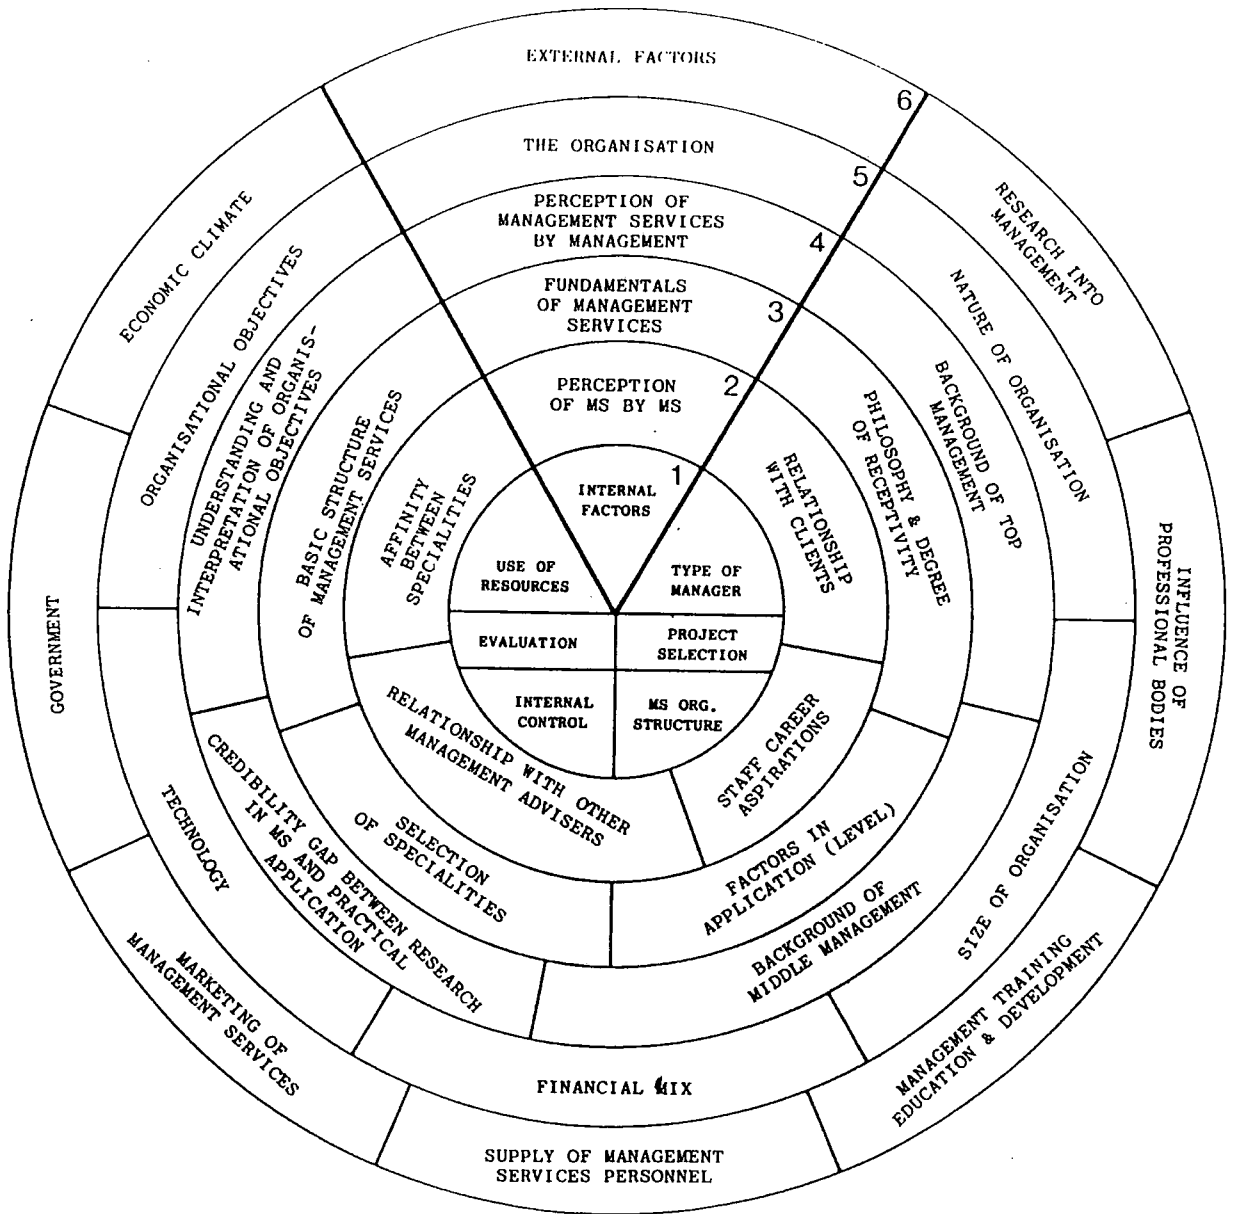 EXTERNAL FACTORS
6
THE ORGANISATION
5
PERCEPTION OF
MANAGEMENT SERVICES
BY MANAGEMENT
4
FUNDAMENTALS
OF MANAGEMENT
SERVICES
3
PERCEPTION
OF MS BY MS
2
INTERNAL
FACTORS
1
RESEARCH INTO
MANAGEMENT
INFLUENCE OF
PROFESSIONAL BODIES
MANAGEMENT TRAINING
EDUCATION & DEVELOPMENT
SUPPLY OF MANAGEMENT
SERVICES PERSONNEL
MARKETING OF
MANAGEMENT SERVICES
GOVERNMENT
ECONOMIC CLIMATE
NATURE OF ORGANISATION
SIZE OF ORGANISATION
FINANCIAL MIX
TECHNOLOGY
ORGANISATIONAL OBJECTIVES
BACKGROUND OF TOP
MANAGEMENT
BACKGROUND OF
MIDDLE MANAGEMENT
CREDIBILITY GAP BETWEEN RESEARCH
IN MS AND PRACTICAL
APPLICATION
UNDERSTANDING AND
INTERPRETATION OF ORGANIS-
ATIONAL OBJECTIVES
PHILOSOPHY & DEGREE
OF RECEPTIVITY
FACTORS IN
APPLICATION (LEVEL)
SELECTION
OF SPECIALITIES
BASIC STRUCTURE
OF MANAGEMENT SERVICES
RELATIONSHIP
WITH CLIENTS
STAFF CAREER
ASPIRATIONS
RELATIONSHIP WITH OTHER
MANAGEMENT ADVISERS
AFFINITY
BETWEEN
SPECIALITIES
USE OF
RESOURCES
TYPE OF
MANAGER
EVALUATION
PROJECT
SELECTION
INTERNAL
CONTROL
MS ORG.
STRUCTURE